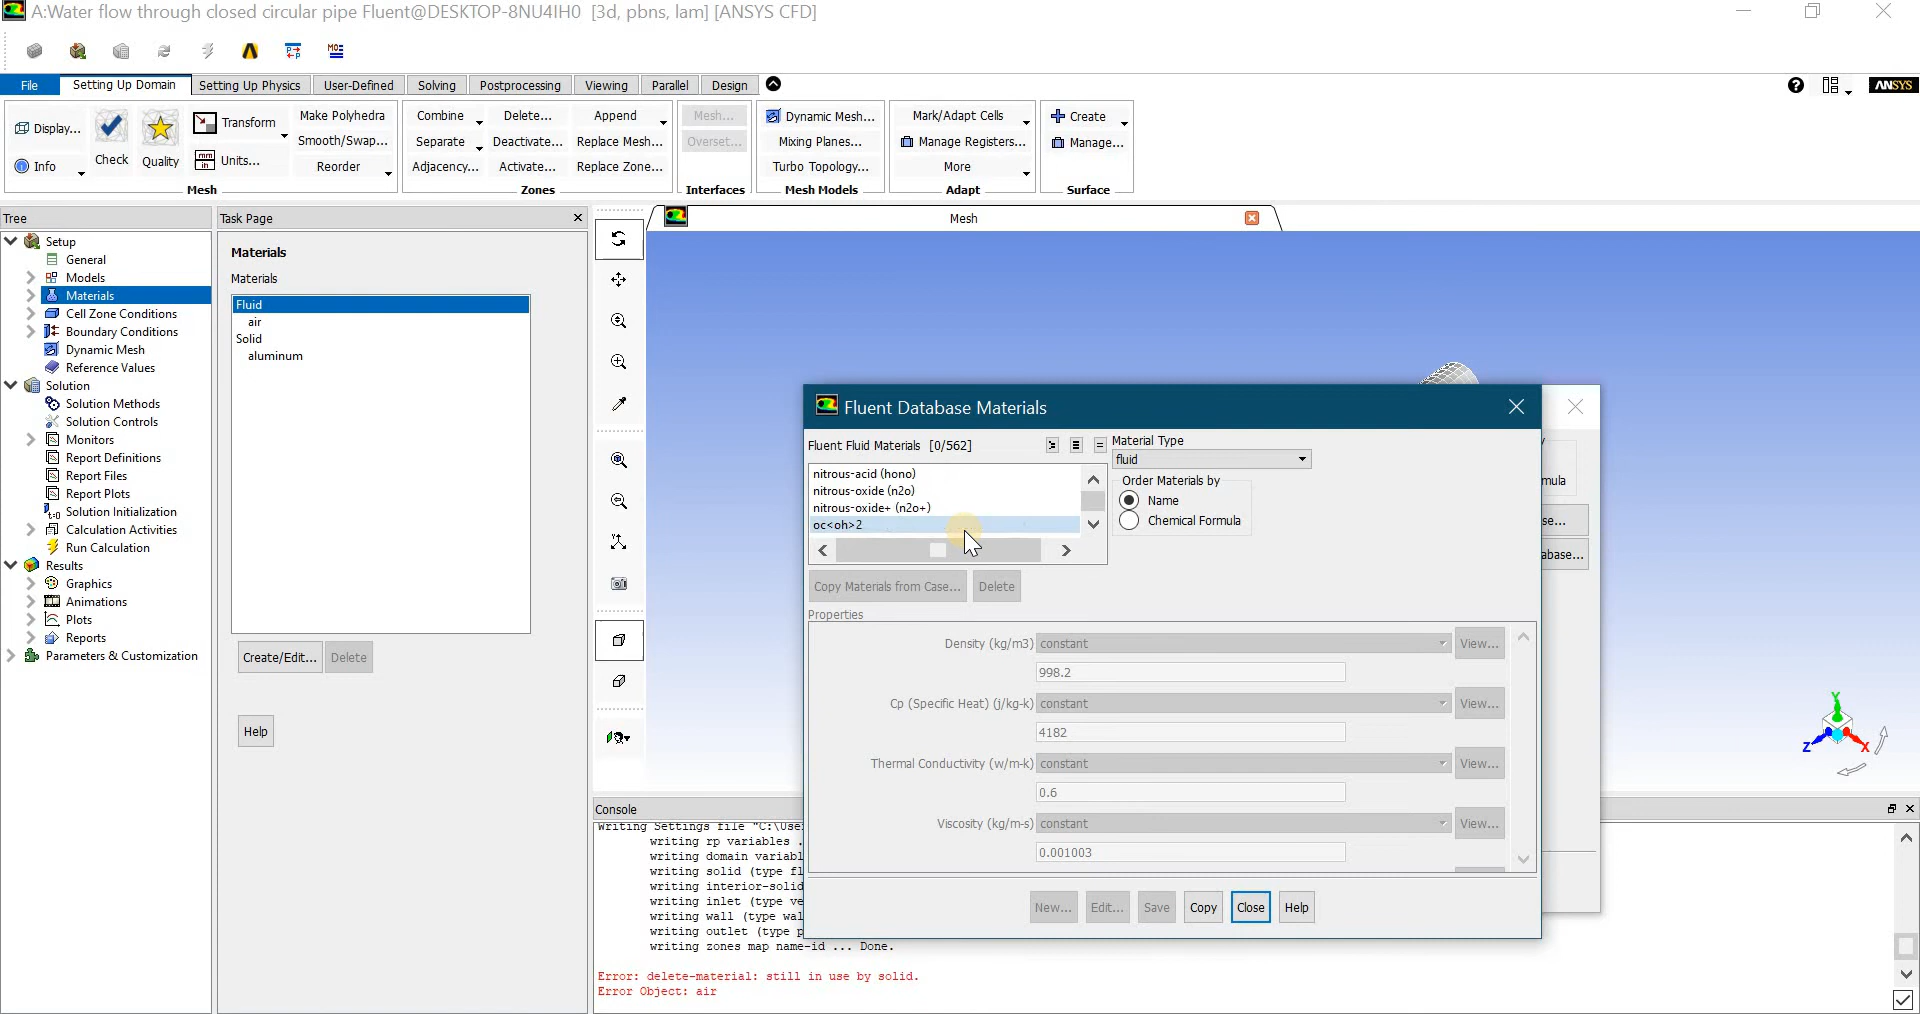 A:Water flow through closed circular pipe Fluent@DESKTOP-8NU4IH0 [3d, pbns, lam] [ANSYS CFD]
File
Setting Up Domain
Setting Up Physics
User-Defined
Solving
Postprocessing
Viewing
Parallel
Design
ANSYS
Display...
Info
Check
Quality
Transform
Units...
Make Polyhedra
Smooth/Swap...
Reorder
Mesh
Combine
Separate
Adjacency...
Delete...
Deactivate...
Activate...
Append
Replace Mesh...
Replace Zone...
Zones
Mesh...
Overset...
Interfaces
Dynamic Mesh...
Mixing Planes...
Turbo Topology...
Mesh Models
Mark/Adapt Cells
Manage Registers...
More
Adapt
Create
Manage...
Surface
Tree
Setup
General
Models
Materials
Cell Zone Conditions
Boundary Conditions
Dynamic Mesh
Reference Values
Solution
Solution Methods
Solution Controls
Monitors
Report Definitions
Report Files
Report Plots
Solution Initialization
Calculation Activities
Run Calculation
Results
Graphics
Animations
Plots
Reports
Parameters & Customization
Task Page
Materials
Materials
Fluid
air
Solid
aluminum
Create/Edit...
Delete
Help
Mesh
Fluent Database Materials
Fluent Fluid Materials [0/562]
nitrous-acid (hono)
nitrous-oxide (n2o)
nitrous-oxide+ (n2o+)
oc<oh>2
Material Type
fluid
Order Materials by
Name
Chemical Formula
Copy Materials from Case...
Delete
Properties
Density (kg/m3)
constant
View...
998.2
Cp (Specific Heat) (j/kg-k)
constant
View...
4182
Thermal Conductivity (w/m-k)
constant
View...
0.6
Viscosity (kg/m-s)
constant
View...
0.001003
New...
Edit...
Save
Copy
Close
Help
mula
se...
abase...
Y
X
Z
Console
Writing Settings file "C:\Use
writing rp variables .
writing domain variabl
writing solid (type fl
writing interior-solid
writing inlet (type ve
writing wall (type wal
writing outlet (type p
writing zones map name-id ... Done.
Error: delete-material: still in use by solid.
Error Object: air